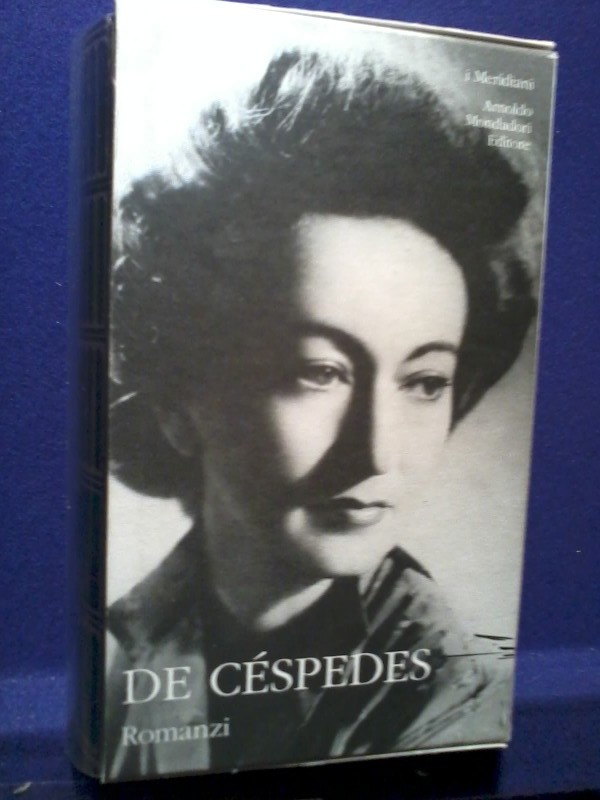 i Meridiani
Arnoldo
Mondadori
Editore
DE CÉSPEDES
Romanzi